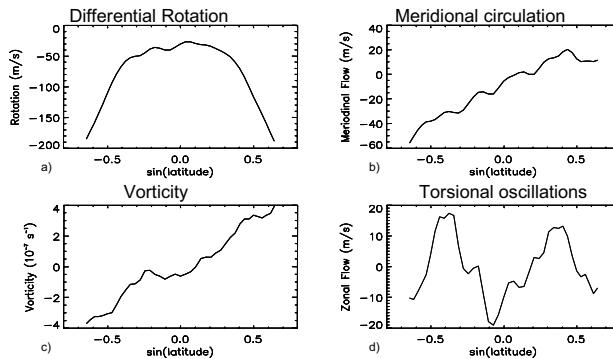 Differential Rotation
Rotation (m/s)
0
−50
−100
−150
−200
−0.5 0.0 0.5
sin(latitude)
a)
Meridional circulation
Meriodinal Flow (m/s)
40
20
0
−20
−40
−60
−0.5 0.0 0.5
sin(latitude)
b)
Vorticity
Vorticity (10⁻⁷ s⁻¹)
4
2
0
−2
−4
−0.5 0.0 0.5
sin(latitude)
c)
Torsional oscillations
Zonal Flow (m/s)
20
10
0
−10
−20
−0.5 0.0 0.5
sin(latitude)
d)